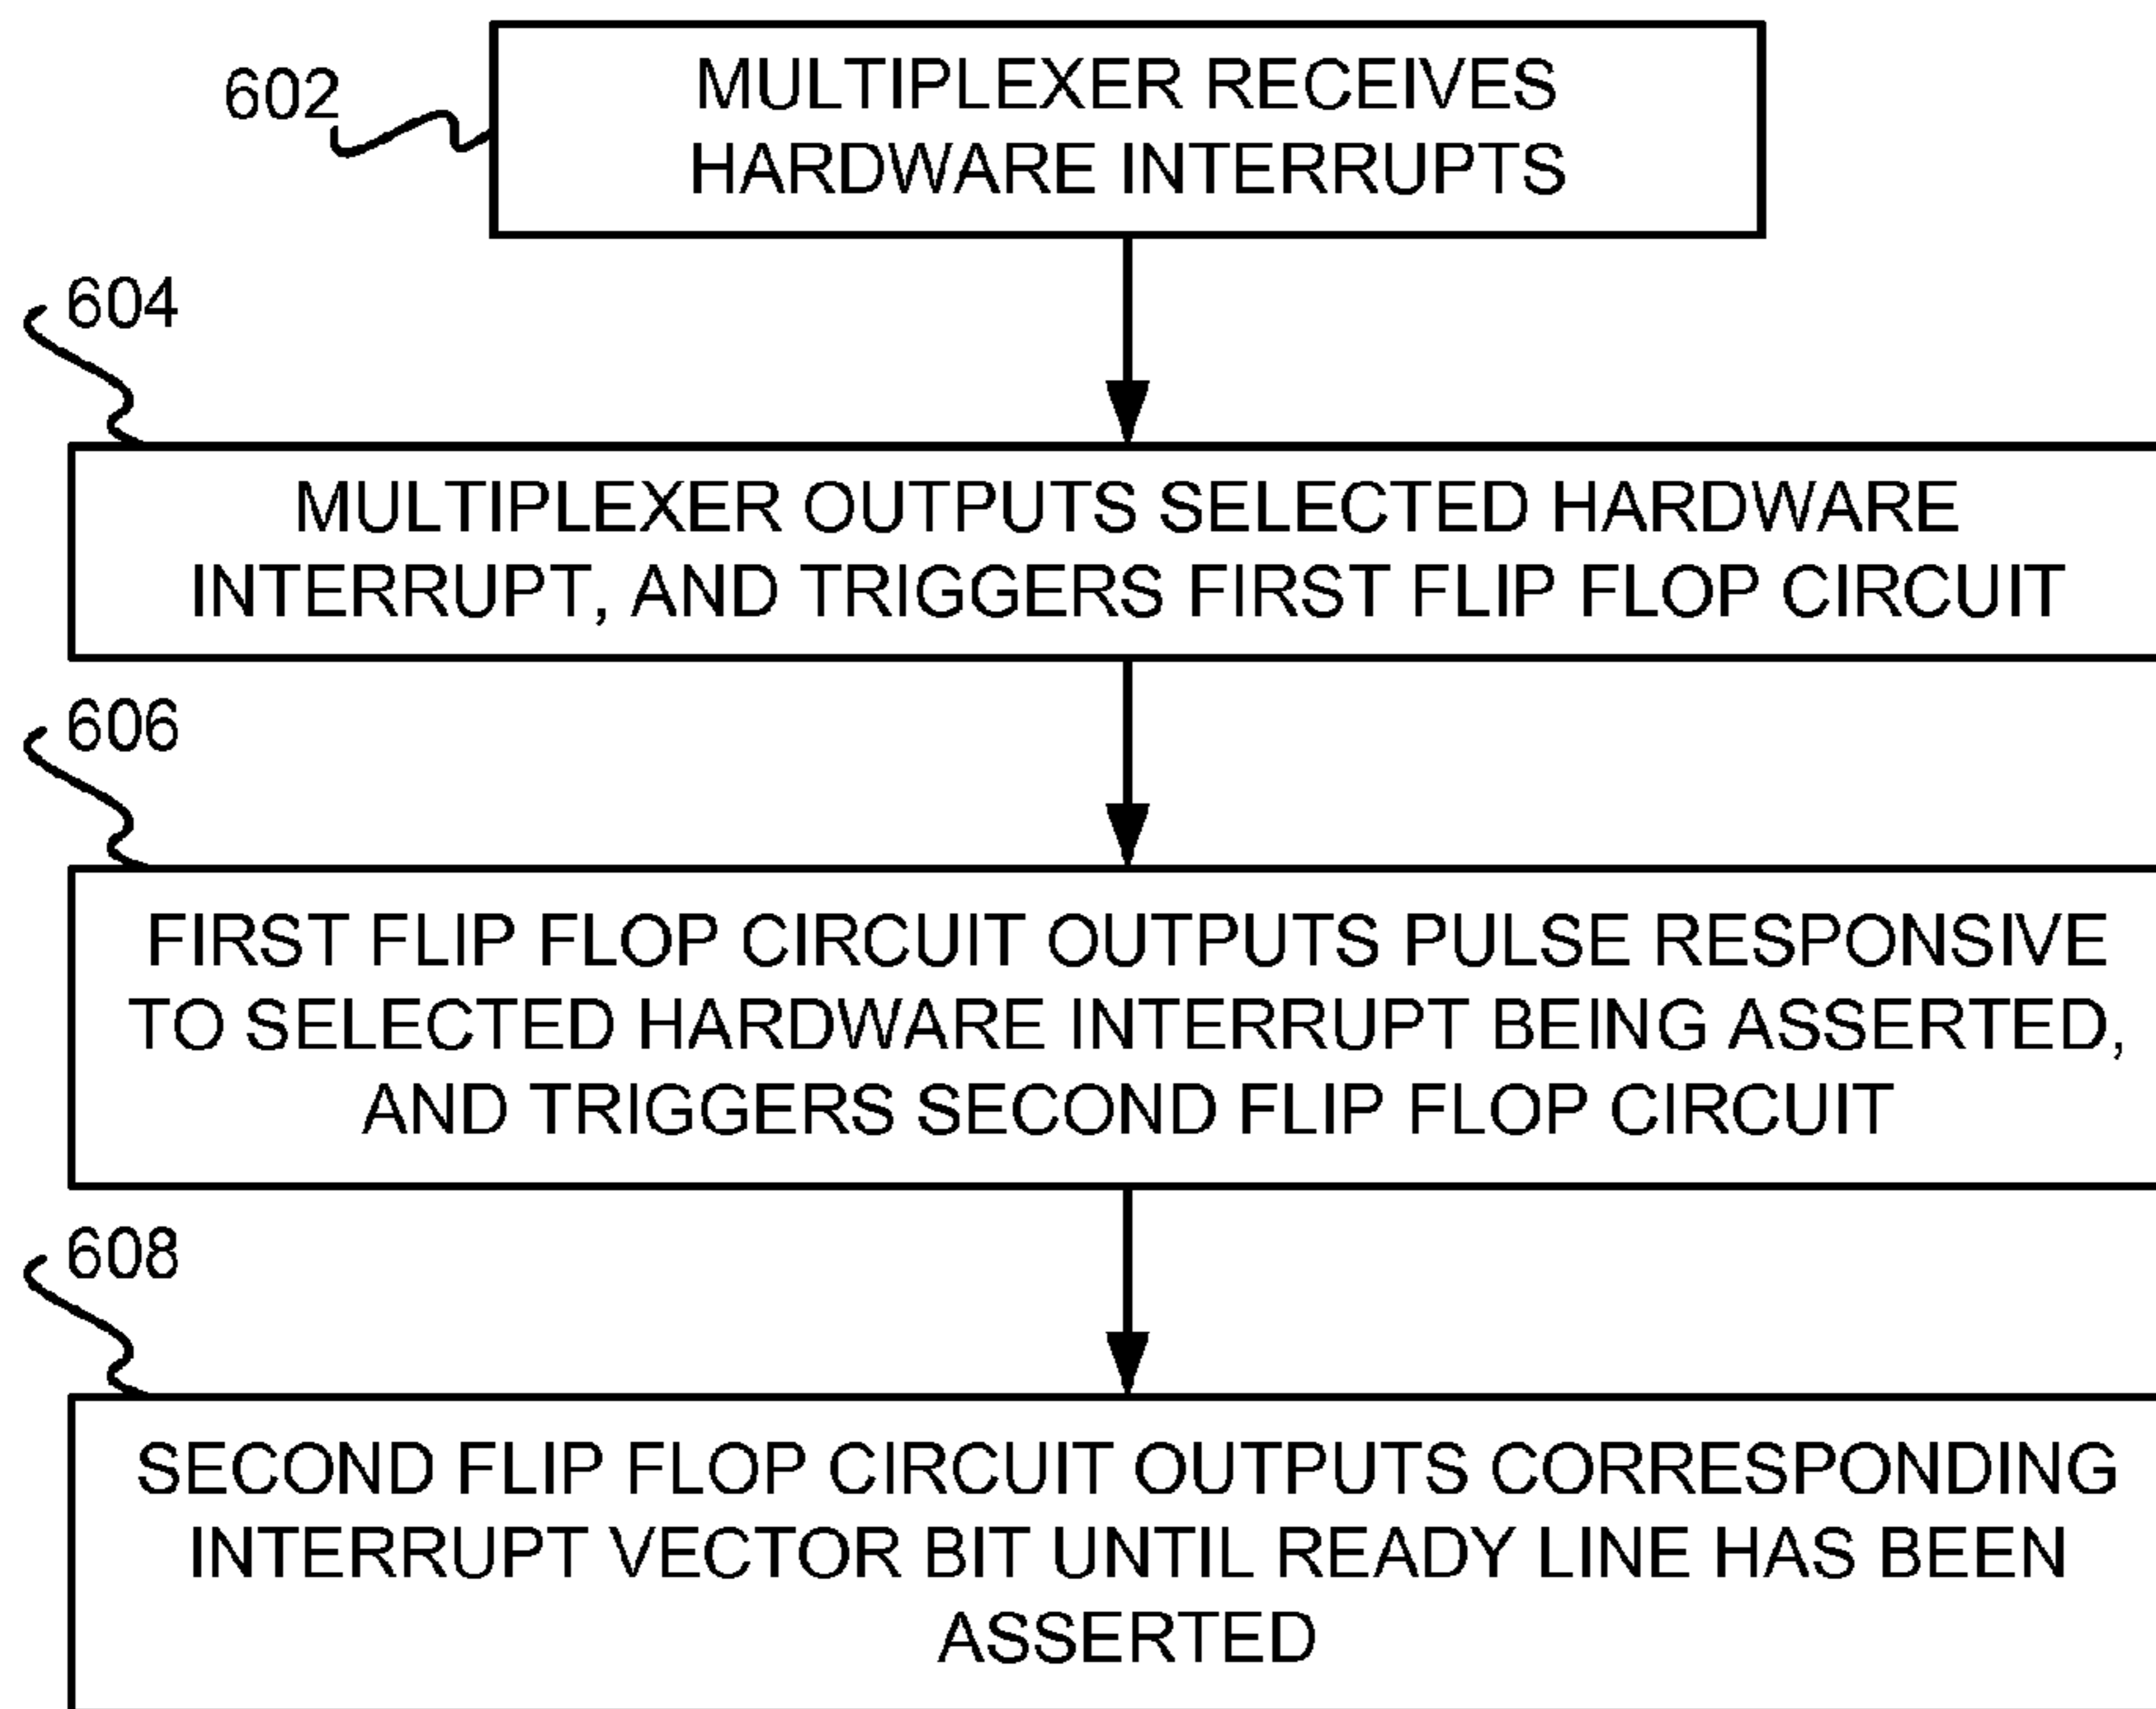 602
MULTIPLEXER RECEIVES
HARDWARE INTERRUPTS
604
MULTIPLEXER OUTPUTS SELECTED HARDWARE
INTERRUPT, AND TRIGGERS FIRST FLIP FLOP CIRCUIT
606
FIRST FLIP FLOP CIRCUIT OUTPUTS PULSE RESPONSIVE
TO SELECTED HARDWARE INTERRUPT BEING ASSERTED,
AND TRIGGERS SECOND FLIP FLOP CIRCUIT
608
SECOND FLIP FLOP CIRCUIT OUTPUTS CORRESPONDING
INTERRUPT VECTOR BIT UNTIL READY LINE HAS BEEN
ASSERTED